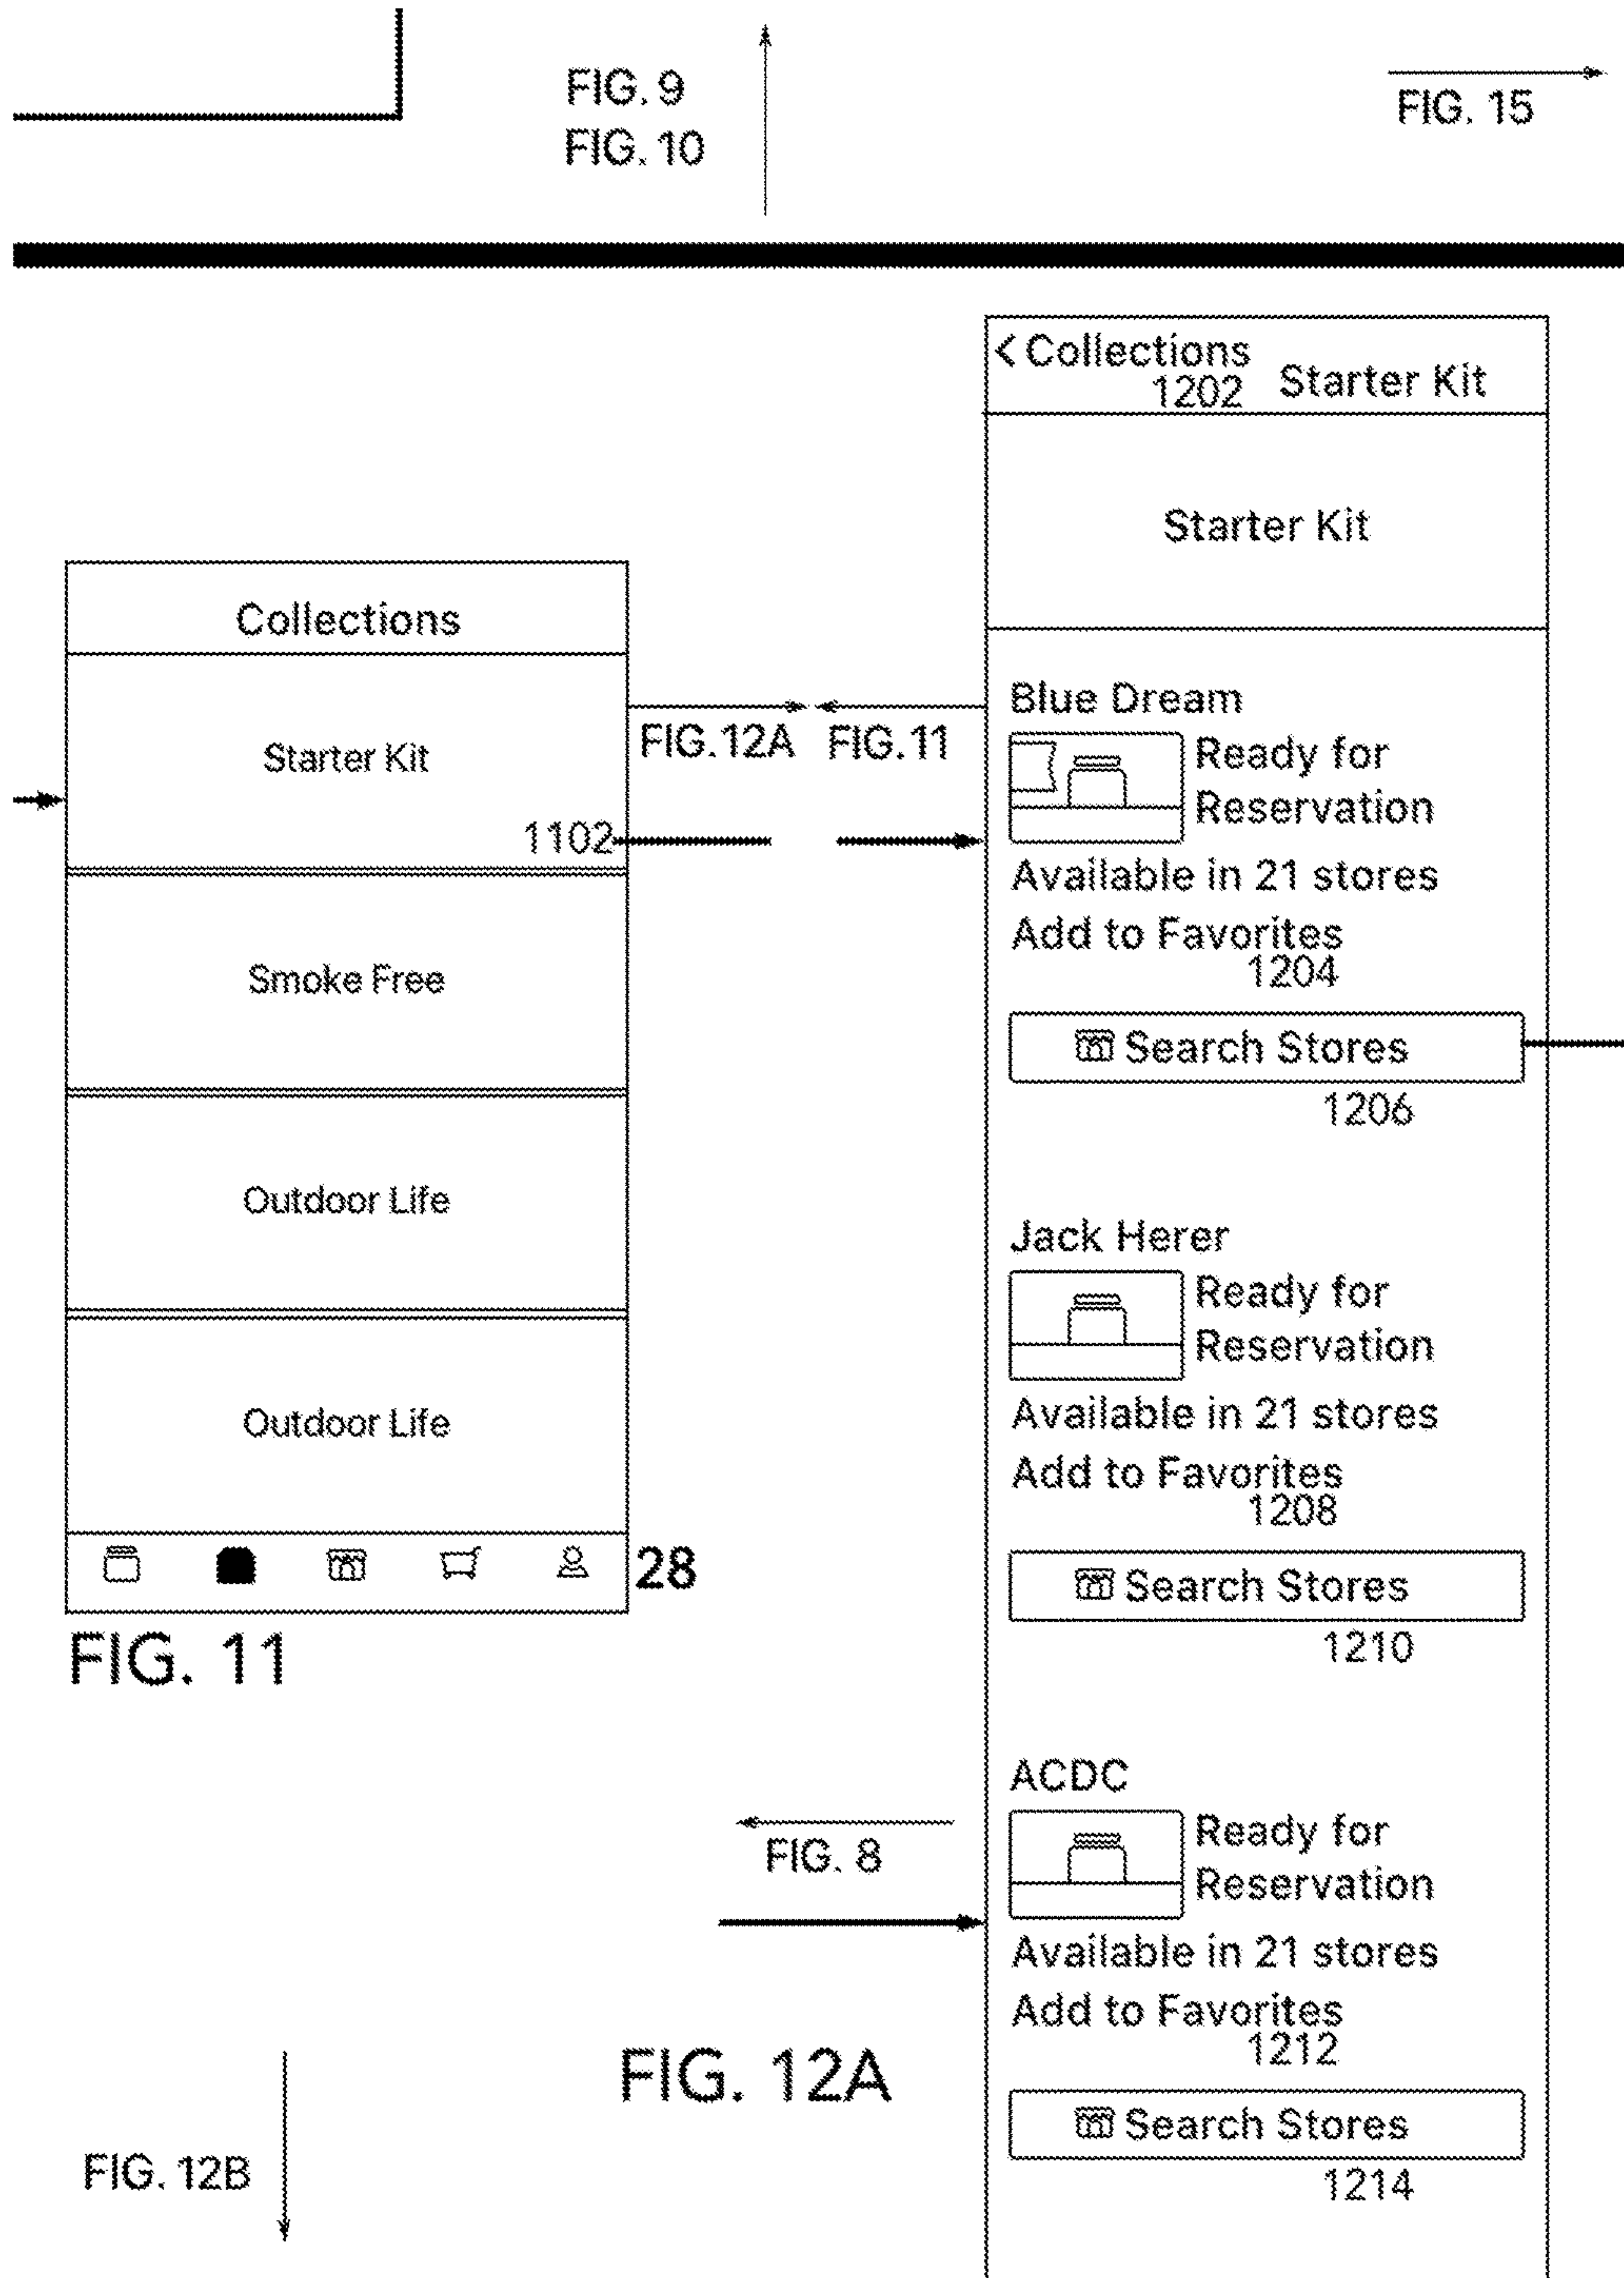 FIG. 9
FIG. 10
FIG. 15
Collections
Starter Kit
1102
Smoke Free
Outdoor Life
Outdoor Life
28
FIG. 11
FIG.12A
FIG.11
< Collections
1202
Starter Kit
Starter Kit
Blue Dream
Ready for
Reservation
Available in 21 stores
Add to Favorites
1204
Search Stores
1206
Jack Herer
Ready for
Reservation
Available in 21 stores
Add to Favorites
1208
Search Stores
1210
ACDC
Ready for
Reservation
Available in 21 stores
Add to Favorites
1212
Search Stores
1214
FIG. 8
FIG. 12A
FIG. 12B